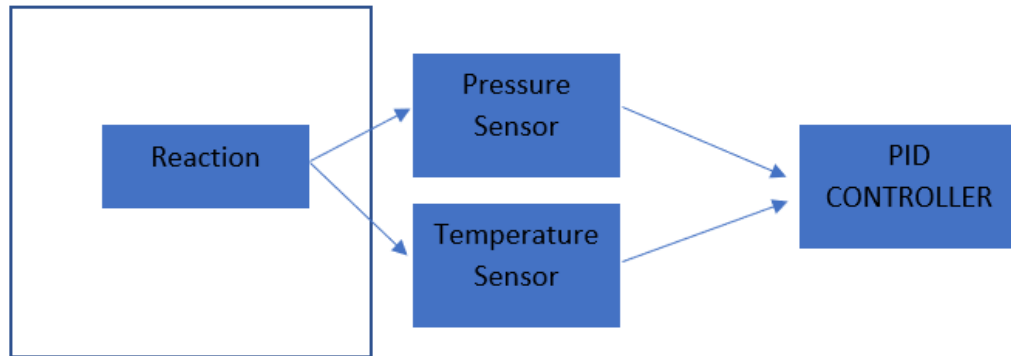 Reaction
Pressure
Sensor
Temperature
Sensor
PID
CONTROLLER